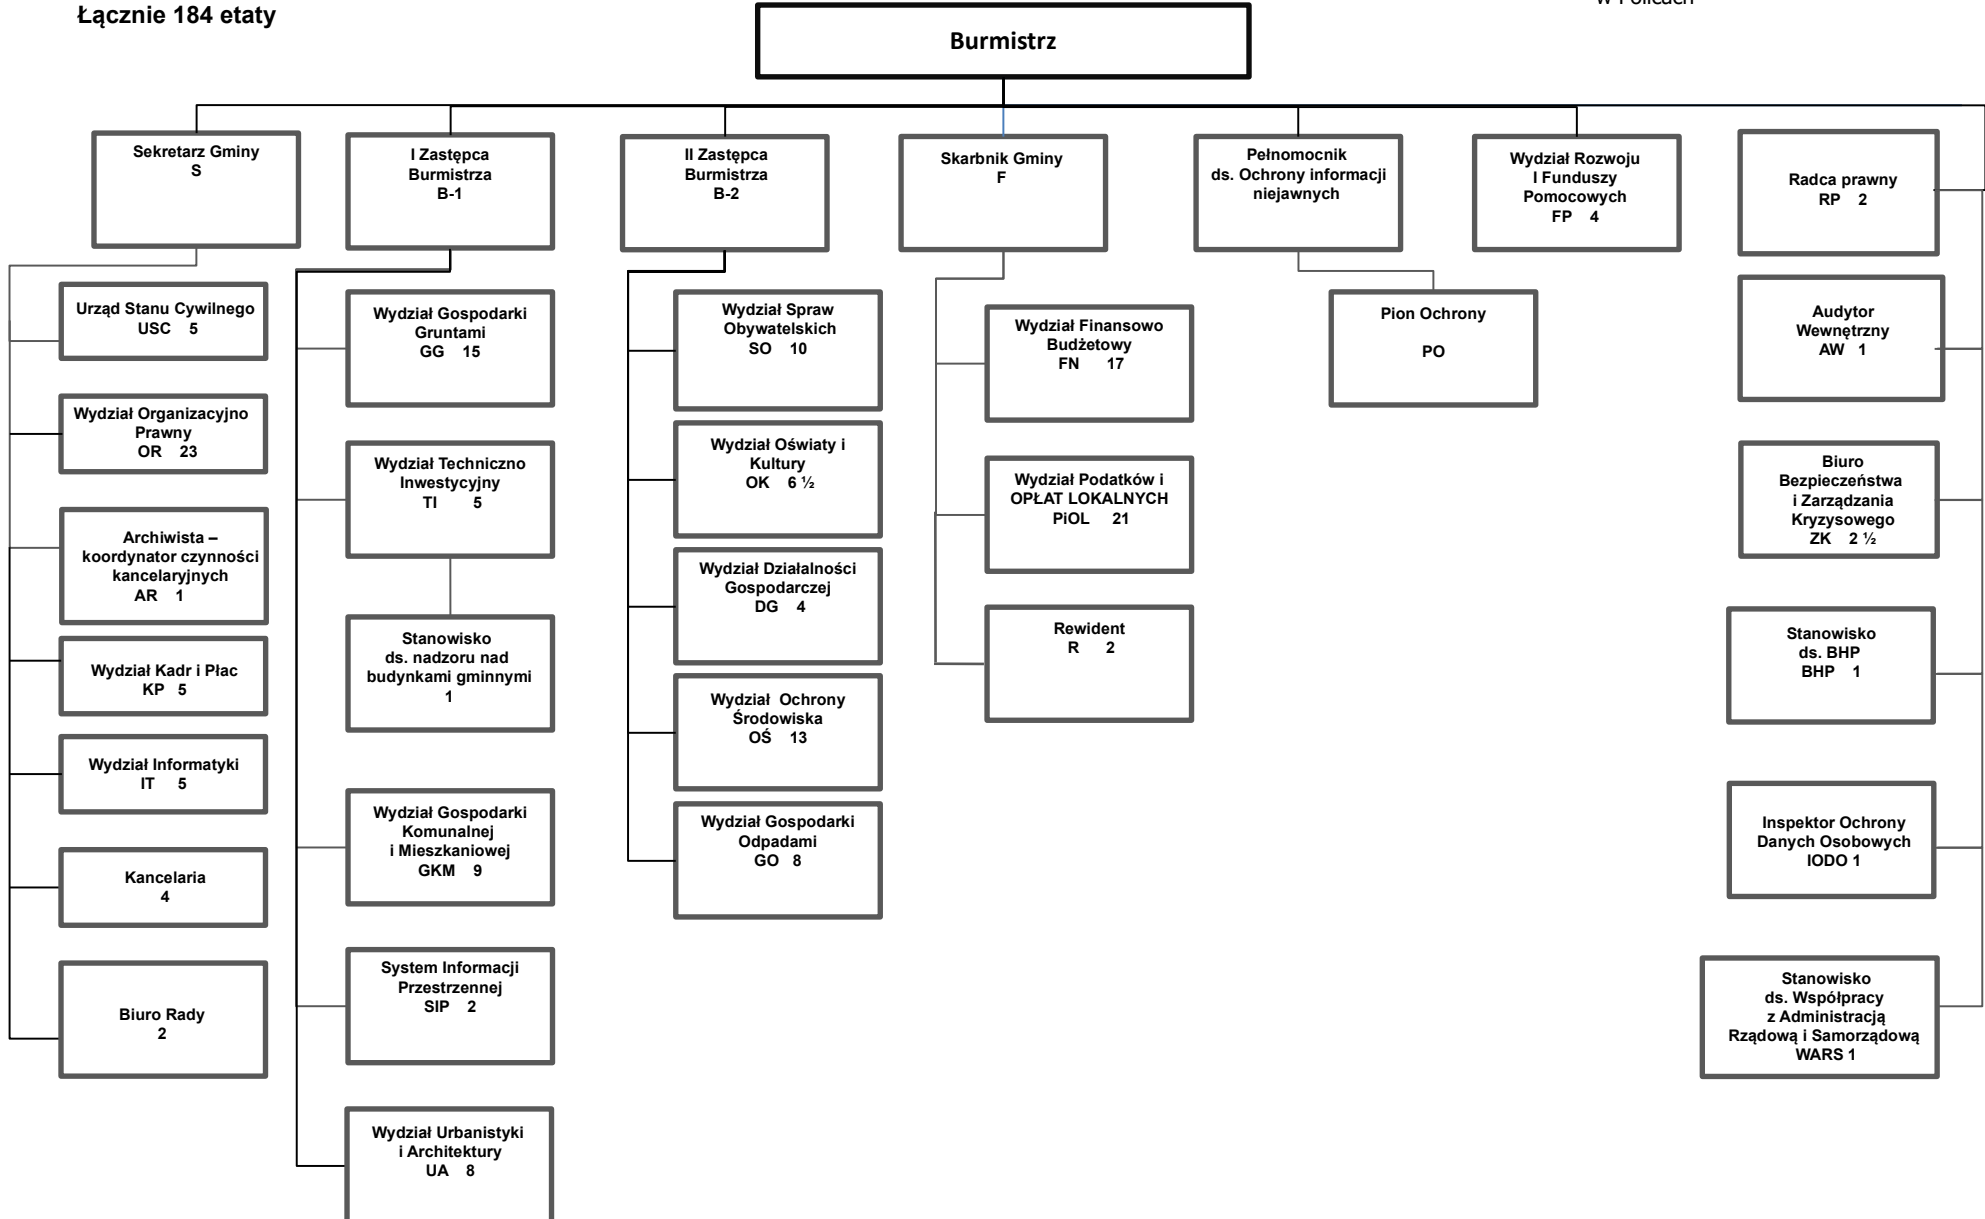 Łącznie 184 etaty
w Policach
Burmistrz
Sekretarz Gminy
S
I Zastępca
Burmistrza
B-1
II Zastępca
Burmistrza
B-2
Skarbnik Gminy
F
Pełnomocnik
ds. Ochrony informacji
niejawnych
Wydział Rozwoju
I Funduszy
Pomocowych
FP 4
Radca prawny
RP 2
Urząd Stanu Cywilnego
USC 5
Wydział Organizacyjno
Prawny
OR 23
Archiwista –
koordynator czynności
kancelaryjnych
AR 1
Wydział Kadr i Płac
KP 5
Wydział Informatyki
IT 5
Kancelaria
4
Biuro Rady
2
Wydział Gospodarki
Gruntami
GG 15
Wydział Techniczno
Inwestycyjny
TI 5
Stanowisko
ds. nadzoru nad
budynkami gminnymi
1
Wydział Gospodarki
Komunalnej
i Mieszkaniowej
GKM 9
System Informacji
Przestrzennej
SIP 2
Wydział Urbanistyki
i Architektury
UA 8
Wydział Spraw
Obywatelskich
SO 10
Wydział Oświaty i
Kultury
OK 6 ½
Wydział Działalności
Gospodarczej
DG 4
Wydział Ochrony
Środowiska
OŚ 13
Wydział Gospodarki
Odpadami
GO 8
Wydział Finansowo
Budżetowy
FN 17
Wydział Podatków i
OPŁAT LOKALNYCH
PiOL 21
Rewident
R 2
Pion Ochrony
PO
Audytor
Wewnętrzny
AW 1
Biuro
Bezpieczeństwa
i Zarządzania
Kryzysowego
ZK 2 ½
Stanowisko
ds. BHP
BHP 1
Inspektor Ochrony
Danych Osobowych
IODO 1
Stanowisko
ds. Współpracy
z Administracją
Rządową i Samorządową
WARS 1